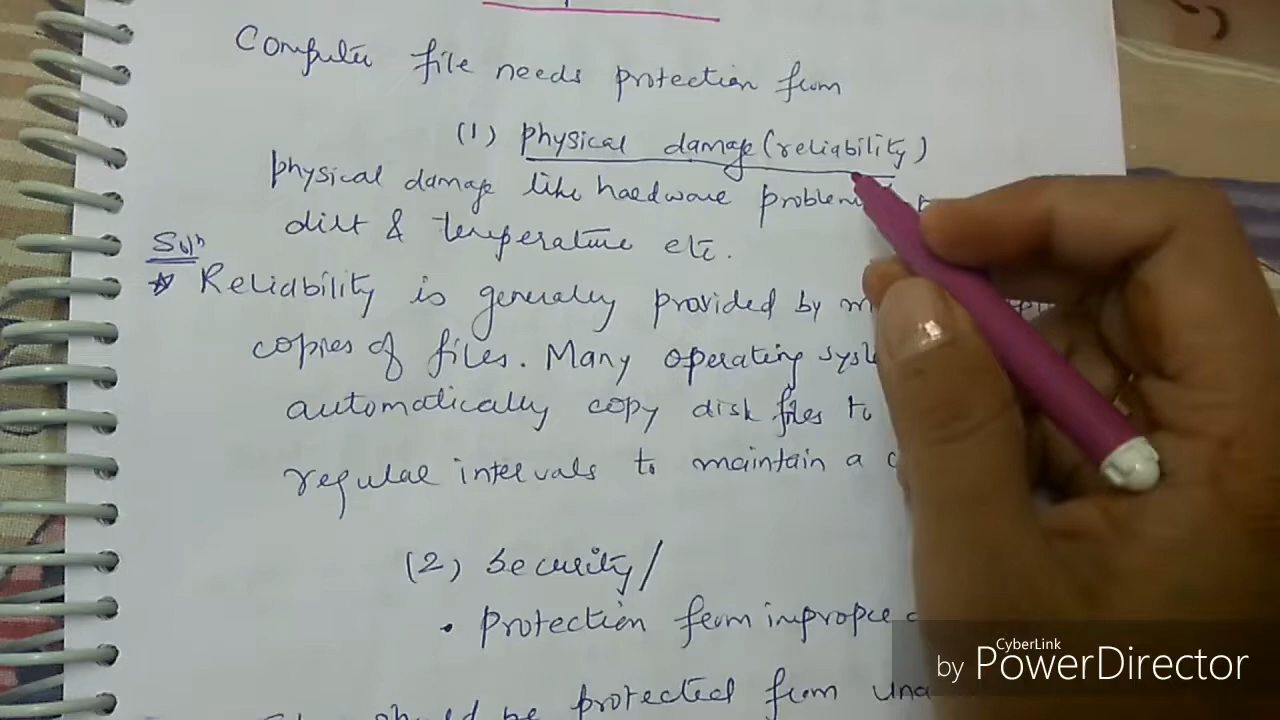 Computer file needs protection from
(1) physical damage (reliability)
physical damage like hardware problem
dirt & temperature etc.
Solⁿ
* Reliability is generally provided by
copies of files. Many operating
automatically copy disk files to
regular intervals to maintain a
(2) Security/
• protection from improper
be protected from
CyberLink
by PowerDirector